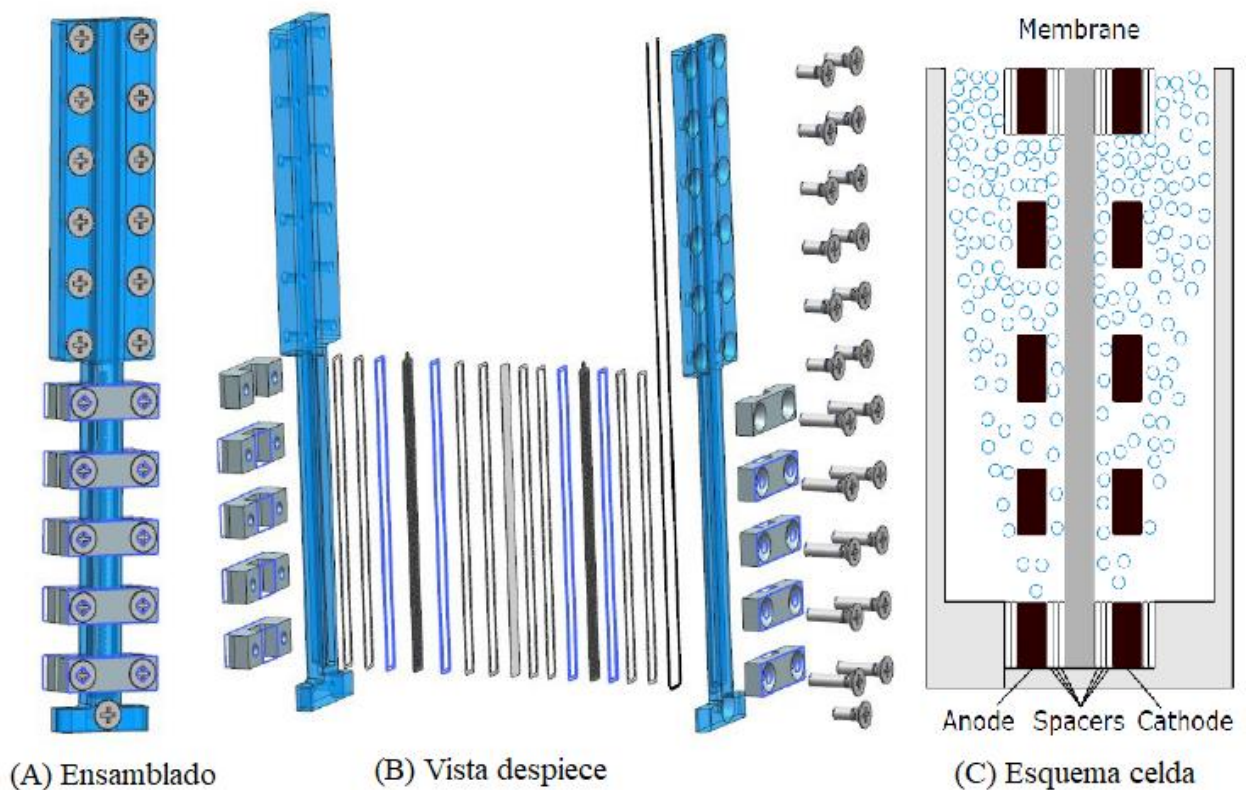 Membrane
Anode Spacers Cathode
(A) Ensamblado
(B) Vista despiece
(C) Esquema celda